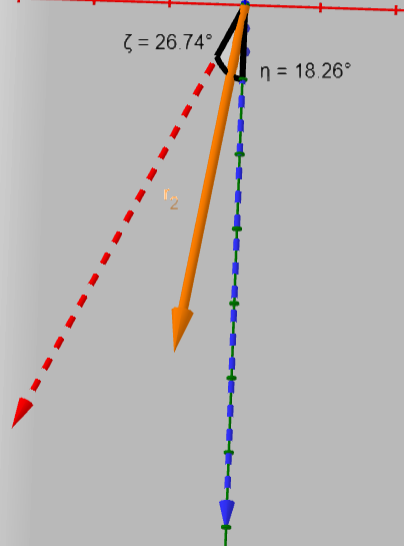 ζ = 26.74°
η = 18.26°
r₂